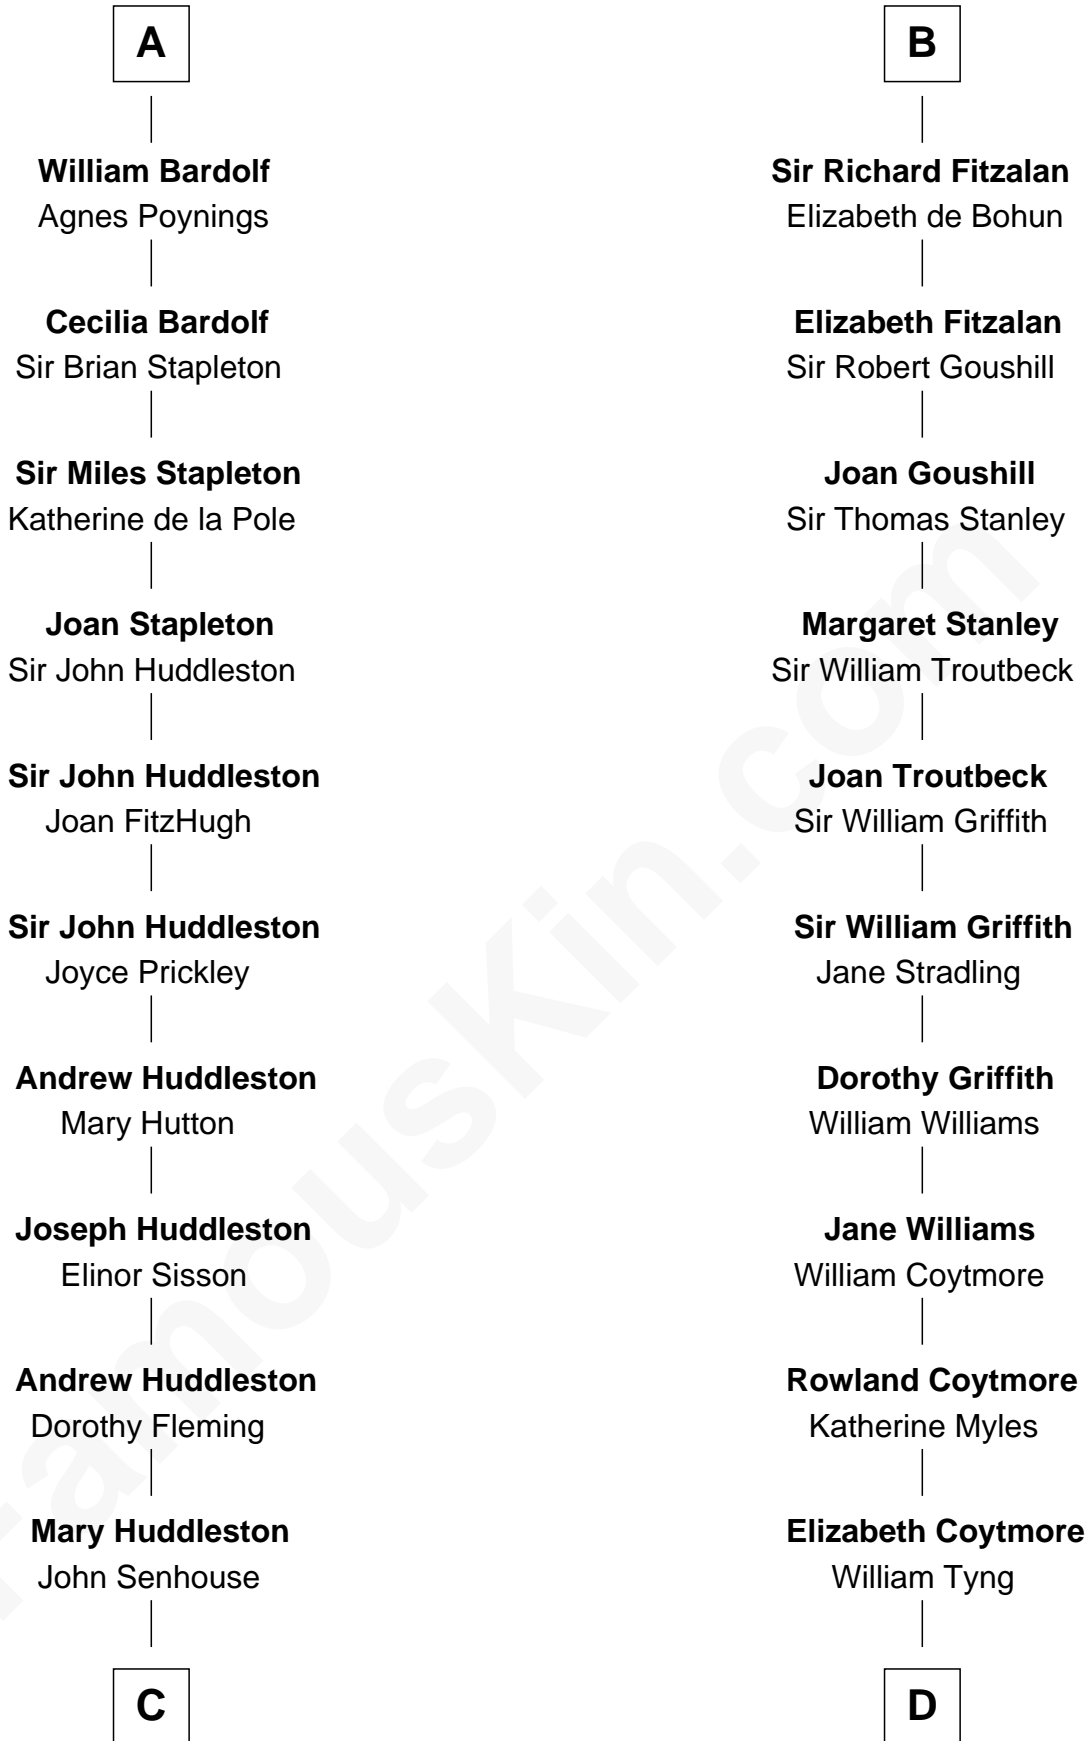 A
William Bardolf
Agnes Poynings
Cecilia Bardolf
Sir Brian Stapleton
Sir Miles Stapleton
Katherine de la Pole
Joan Stapleton
Sir John Huddleston
Sir John Huddleston
Joan FitzHugh
Sir John Huddleston
Joyce Prickley
Andrew Huddleston
Mary Hutton
Joseph Huddleston
Elinor Sisson
Andrew Huddleston
Dorothy Fleming
Mary Huddleston
John Senhouse
C
B
Sir Richard Fitzalan
Elizabeth de Bohun
Elizabeth Fitzalan
Sir Robert Goushill
Joan Goushill
Sir Thomas Stanley
Margaret Stanley
Sir William Troutbeck
Joan Troutbeck
Sir William Griffith
Sir William Griffith
Jane Stradling
Dorothy Griffith
William Williams
Jane Williams
William Coytmore
Rowland Coytmore
Katherine Myles
Elizabeth Coytmore
William Tyng
D
FamousKin.com